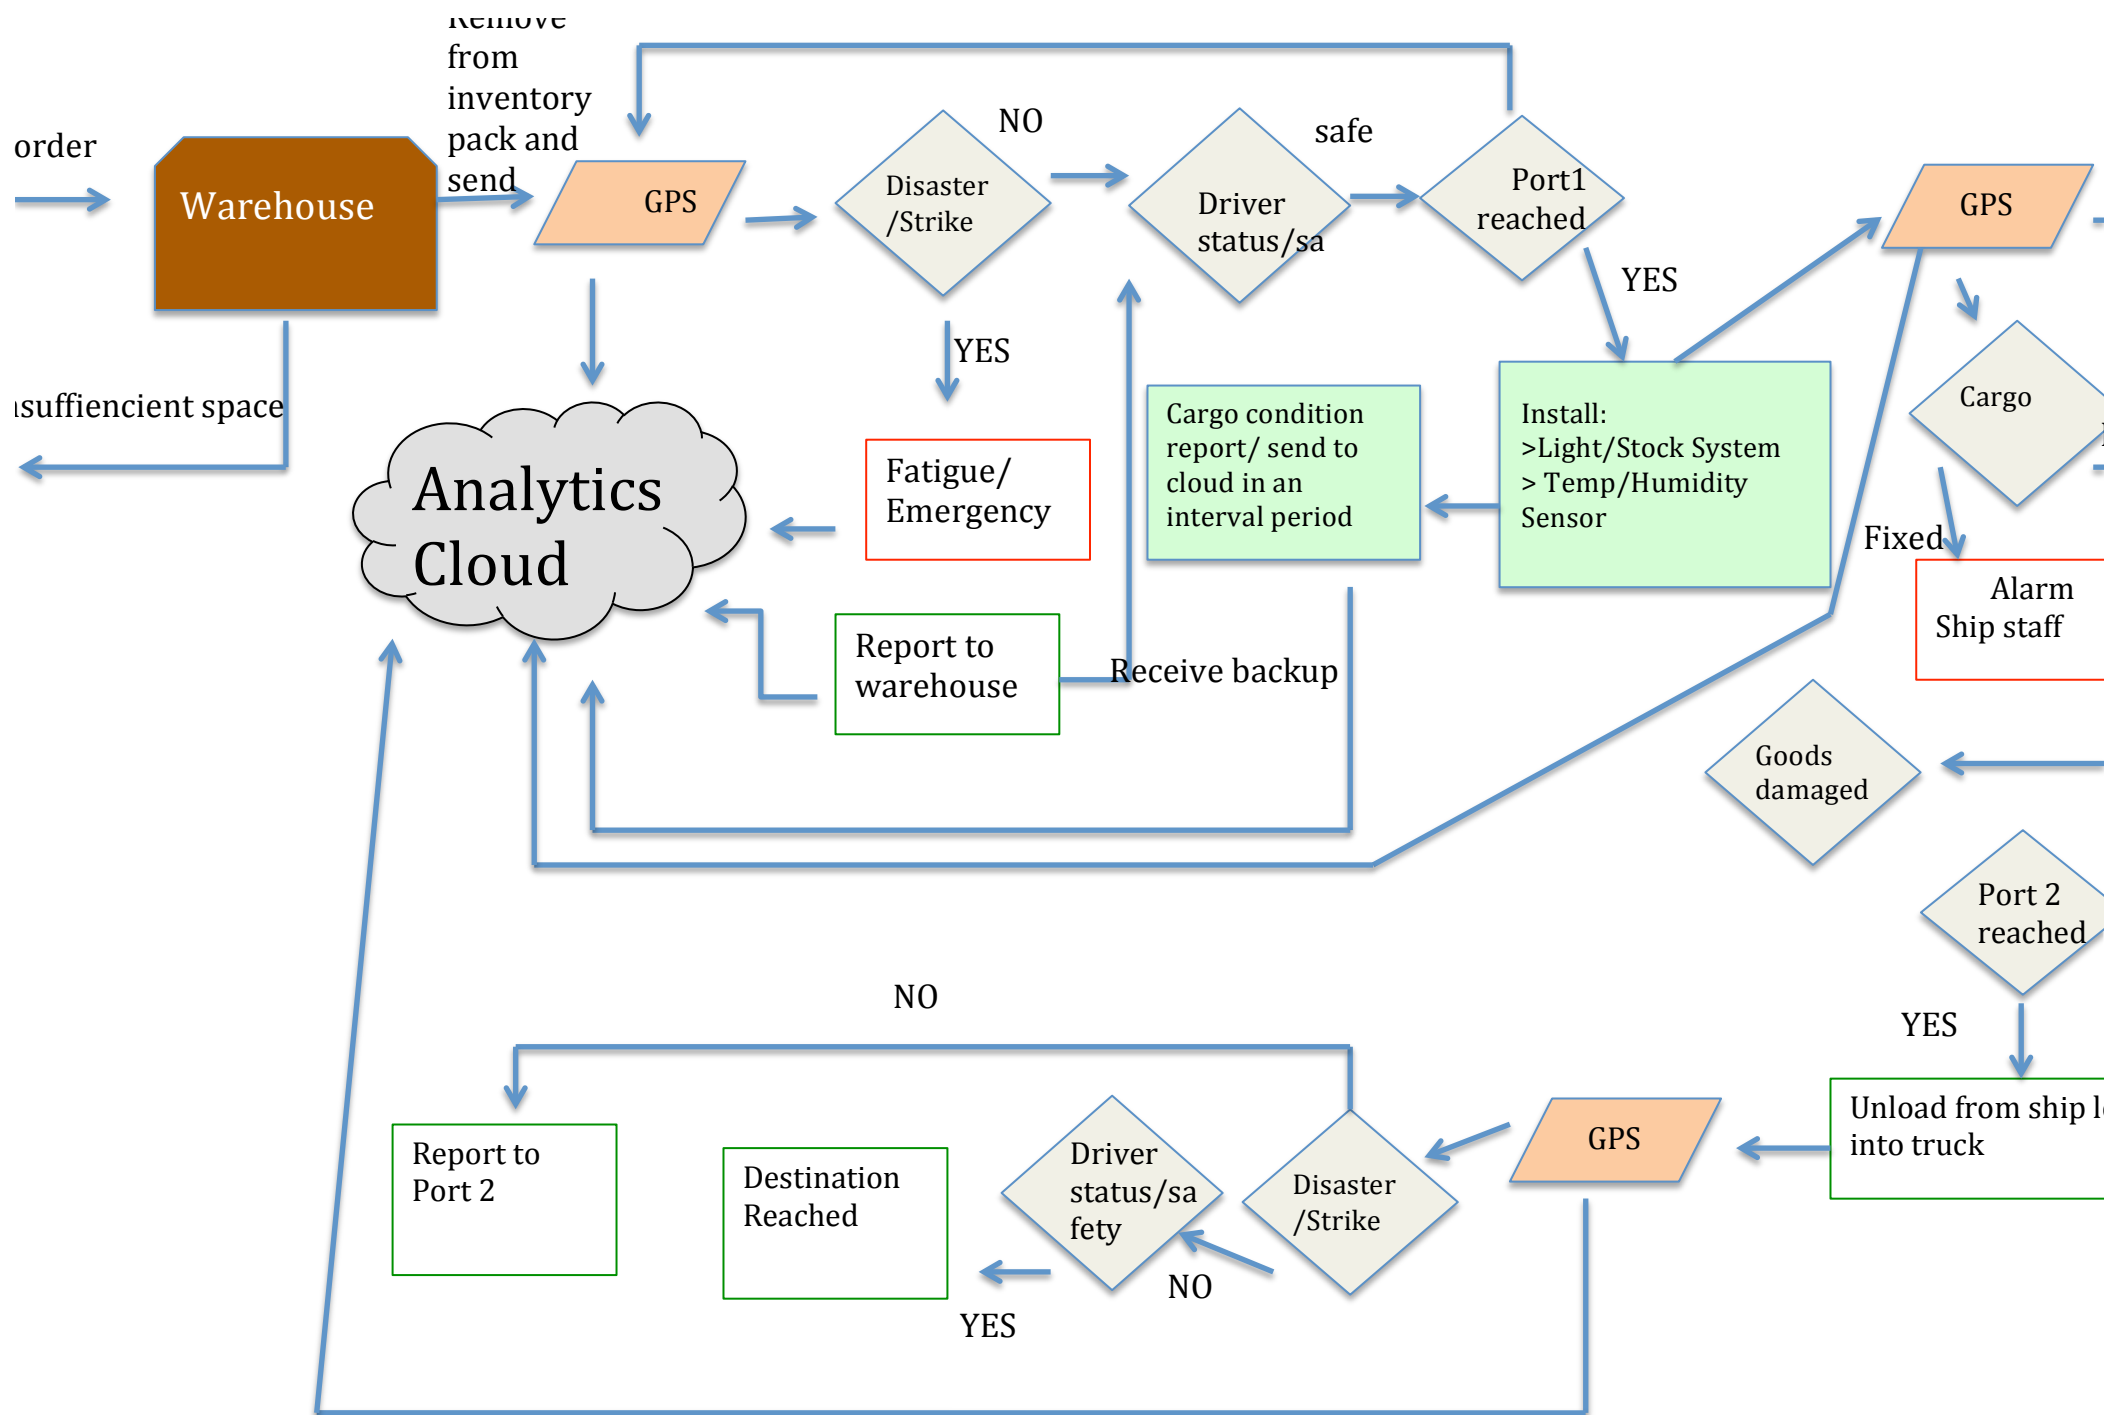 Remove
from
inventory
pack and
send
order
Warehouse
GPS
Disaster
/Strike
NO
Driver
status/sa
safe
Port1
reached
GPS
YES
YES
suffiencient space
Analytics
Cloud
Fatigue/
Emergency
Cargo condition
report/ send to
cloud in an
interval period
Install:
>Light/Stock System
> Temp/Humidity
Sensor
Cargo
Fixed
Alarm
Ship staff
Report to
warehouse
Receive backup
Goods
damaged
Port 2
reached
NO
YES
Report to
Port 2
Destination
Reached
Driver
status/sa
fety
Disaster
/Strike
GPS
Unload from ship
into truck
NO
YES